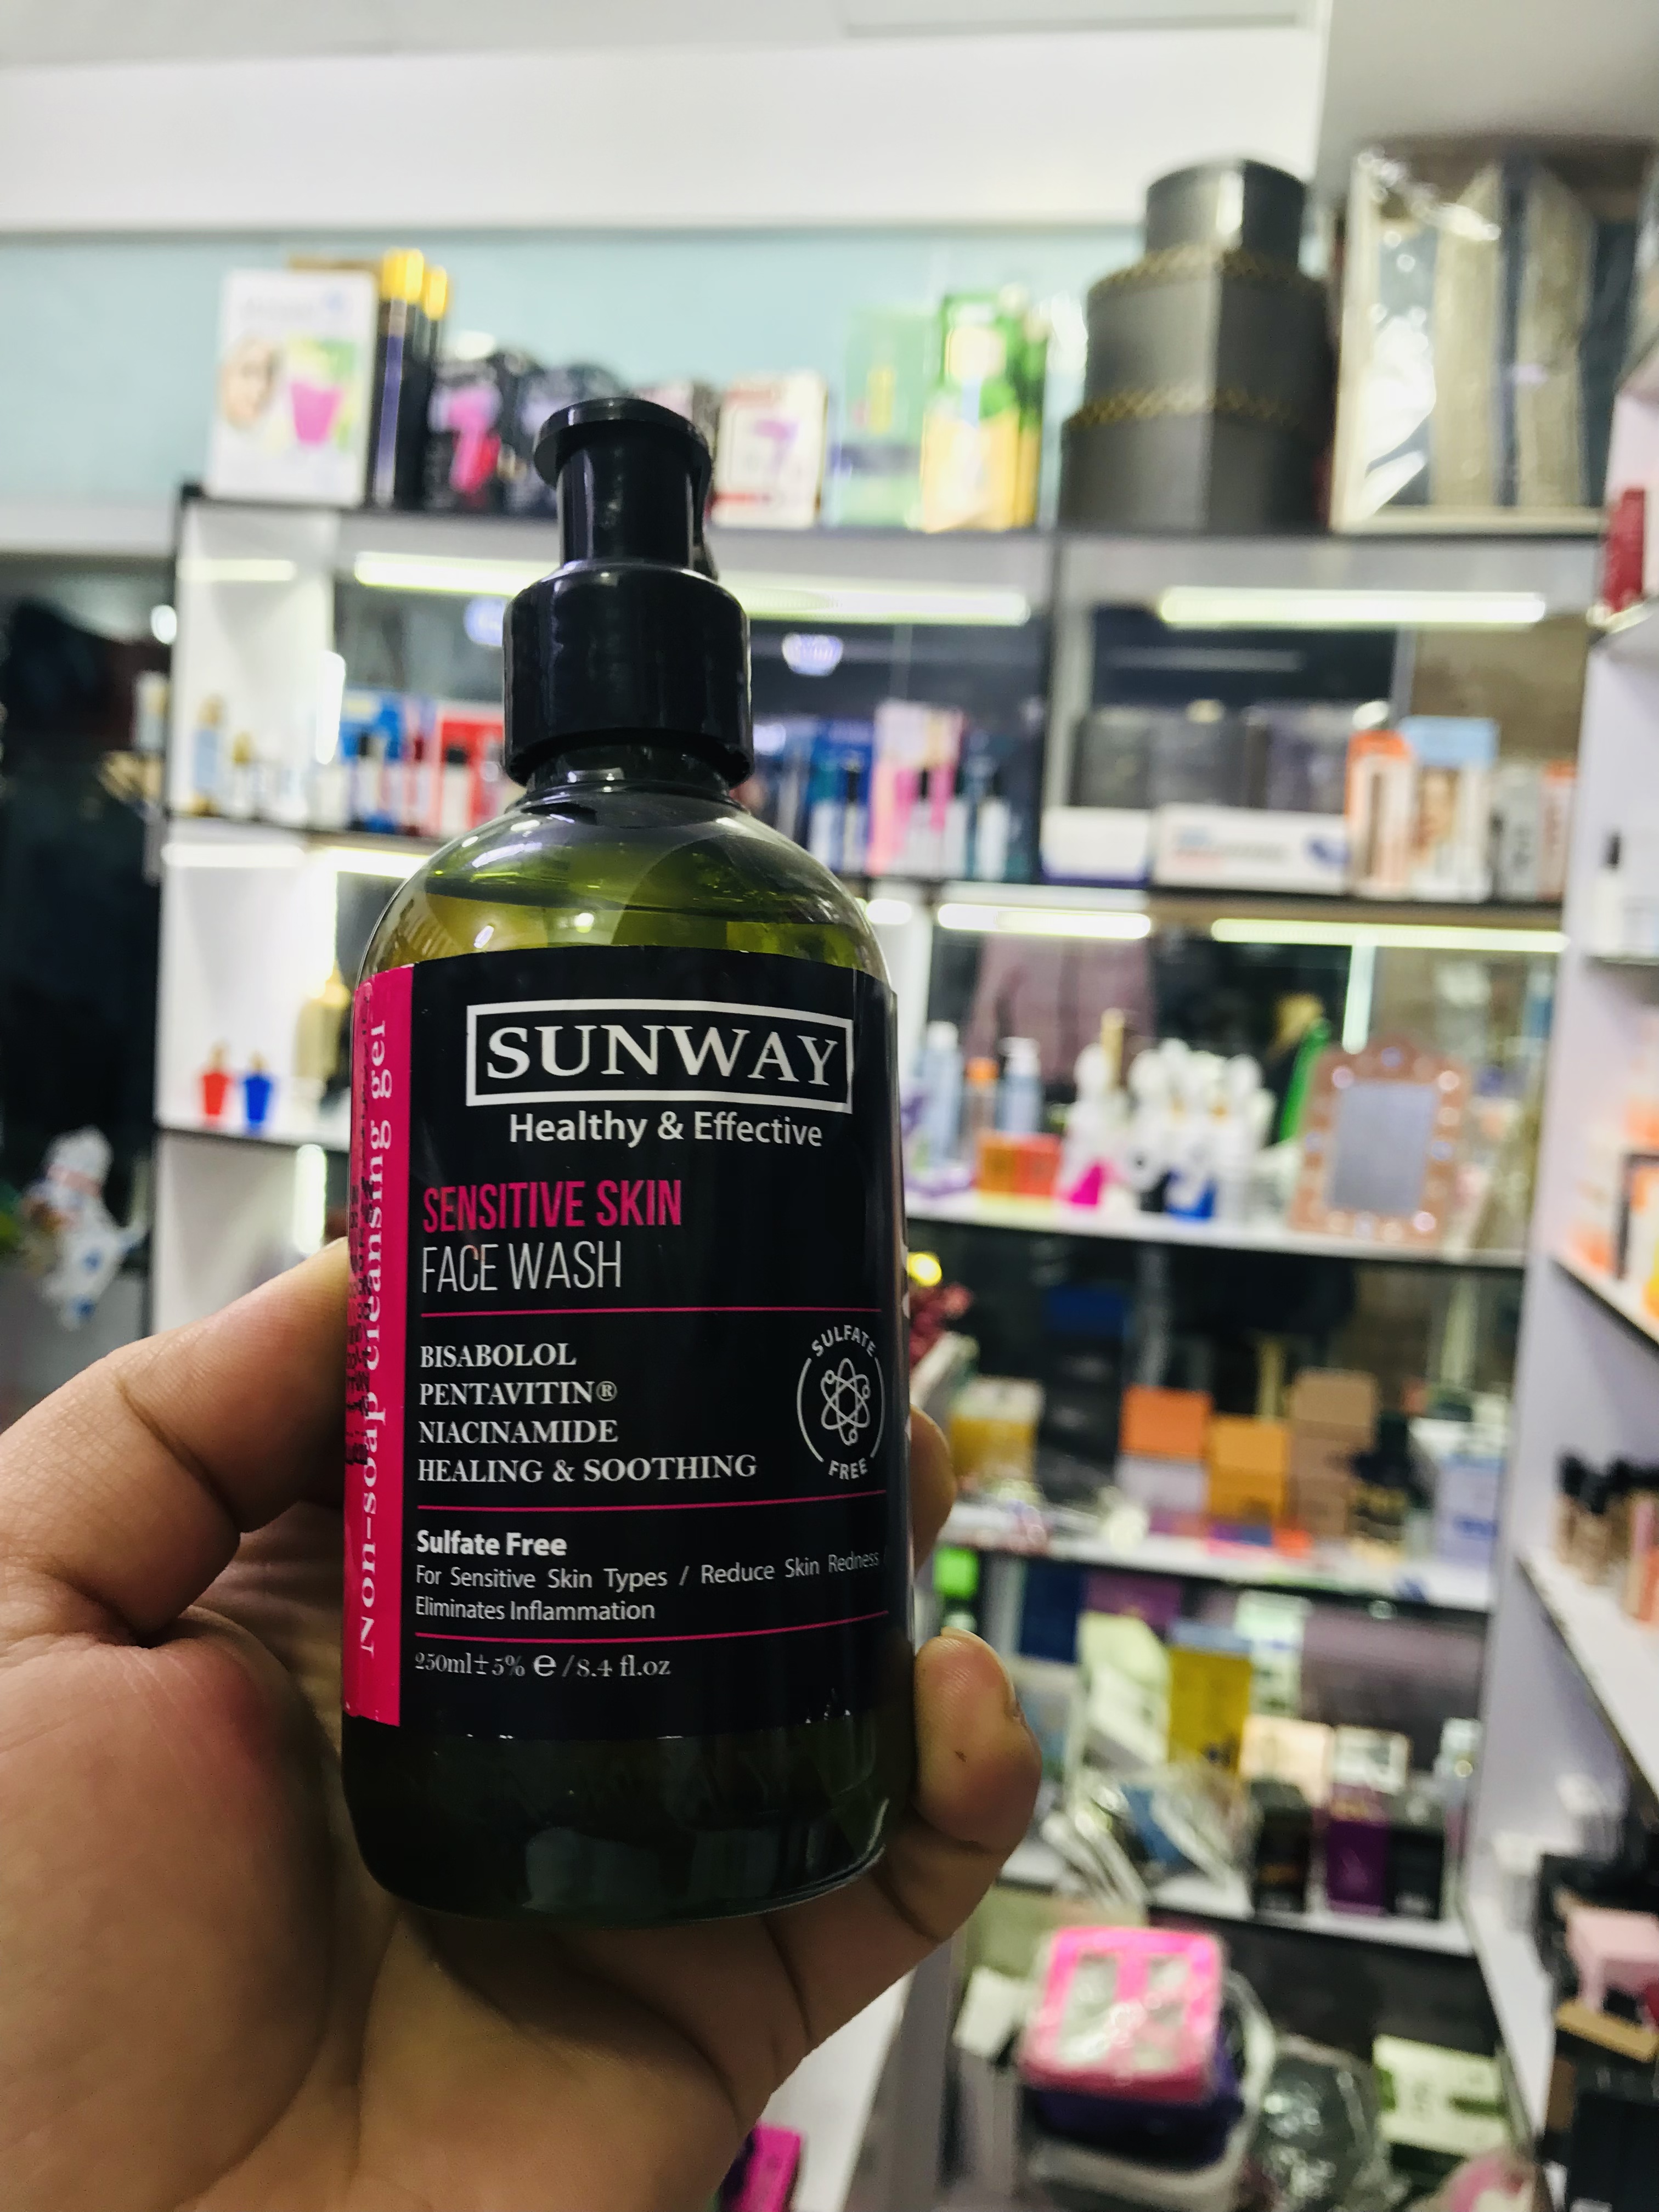 SUNWAY
Healthy & Effective
SENSITIVE SKIN
FACE WASH
BISABOLOL
PENTAVITIN®
NIACINAMIDE
HEALING & SOOTHING
SULFATE
FREE
Sulfate Free
For Sensitive Skin Types / Reduce Skin Redness /
Eliminates Inflammation
250ml±5% ℮ /8.4 fl.oz
Non-soap cleansing gel